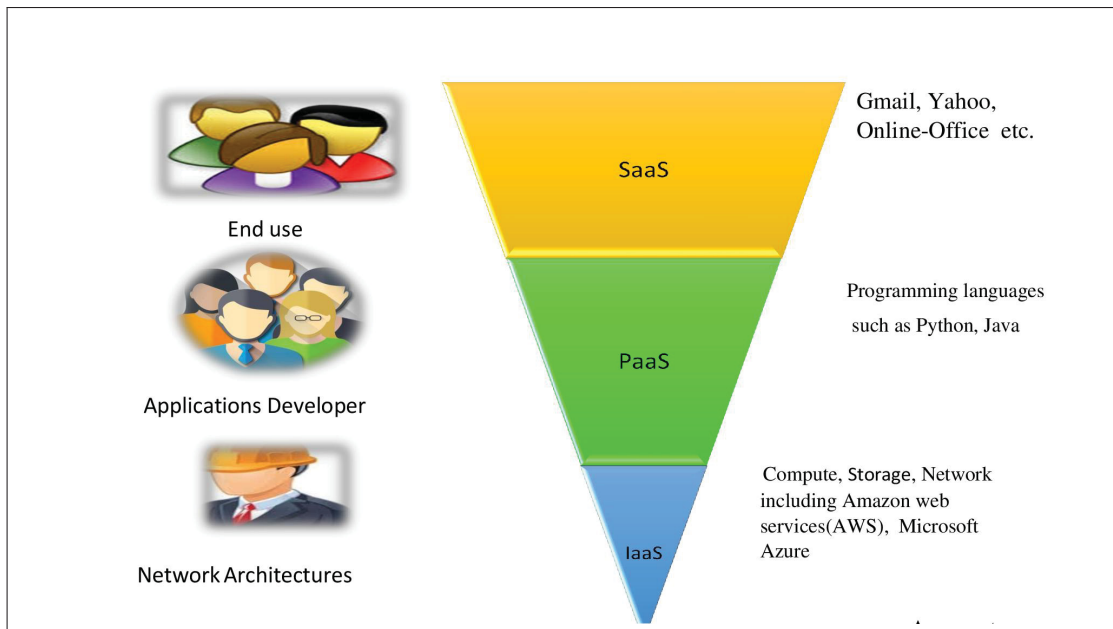 Gmail, Yahoo,
Online-Office etc.
SaaS
End use
Programming languages
such as Python, Java
PaaS
Applications Developer
Compute, Storage, Network
including Amazon web
services(AWS), Microsoft
Azure
IaaS
Network Architectures